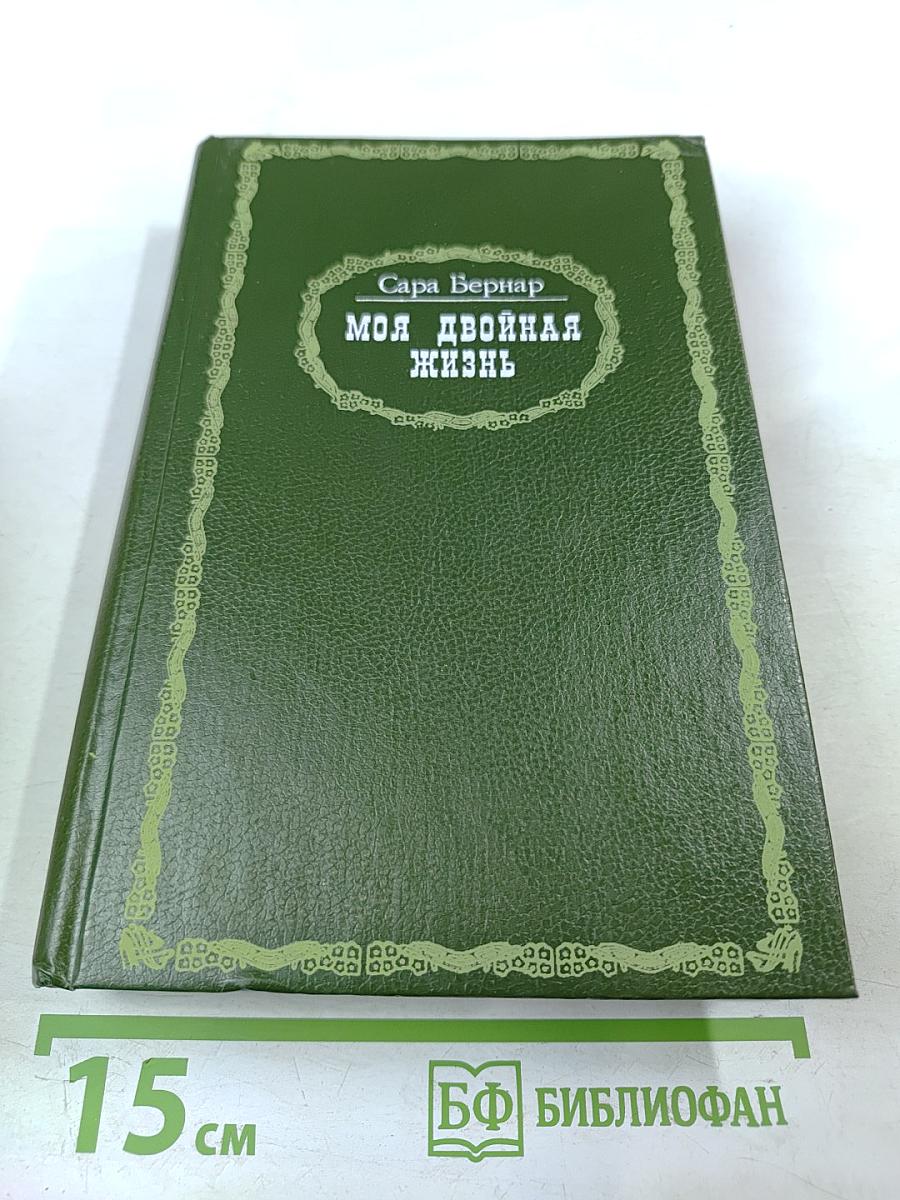 Сара Бернар
МОЯ ДВОЙНАЯ
ЖИЗНЬ
15 см
БФ БИБЛИОФАН